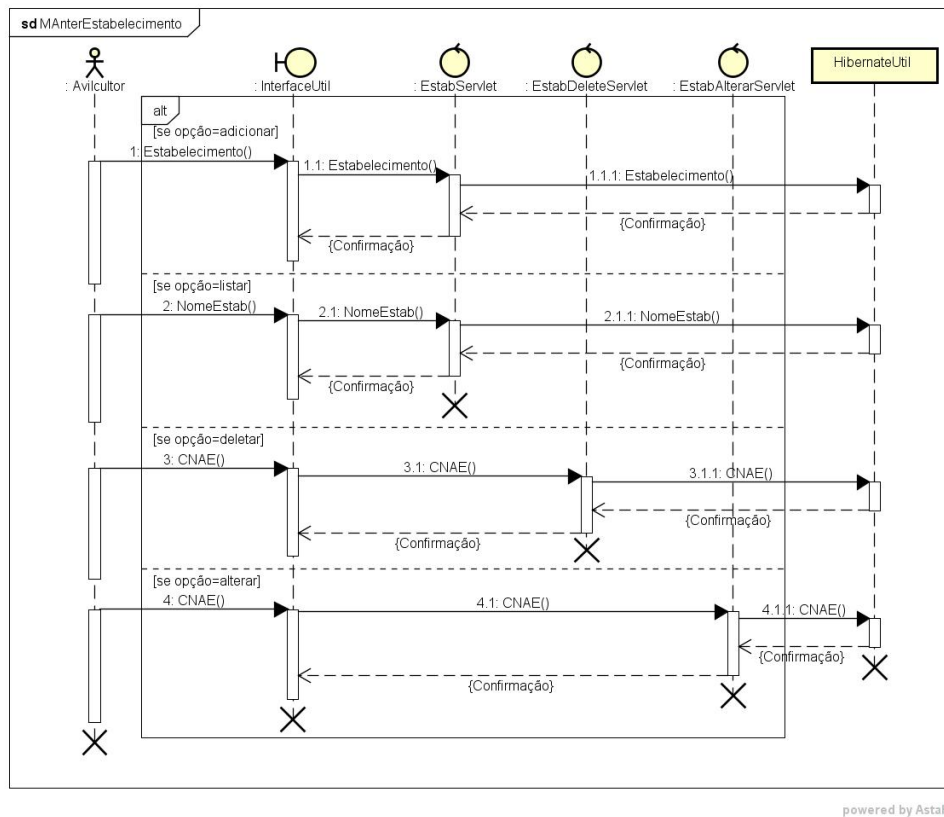 sd MAnterEstabelecimento
: Avilcultor
: InterfaceUtil
: EstabServlet
: EstabDeleteServlet
: EstabAlterarServlet
HibernateUtil
alt
[se opção=adicionar]
1: Estabelecimento()
1.1: Estabelecimento()
1.1.1: Estabelecimento()
{Confirmação}
{Confirmação}
[se opção=listar]
2: NomeEstab()
2.1: NomeEstab()
2.1.1: NomeEstab()
{Confirmação}
{Confirmação}
[se opção=deletar]
3: CNAE()
3.1: CNAE()
3.1.1: CNAE()
{Confirmação}
{Confirmação}
[se opção=alterar]
4: CNAE()
4.1: CNAE()
4.1.1: CNAE()
{Confirmação}
{Confirmação}
powered by Astal